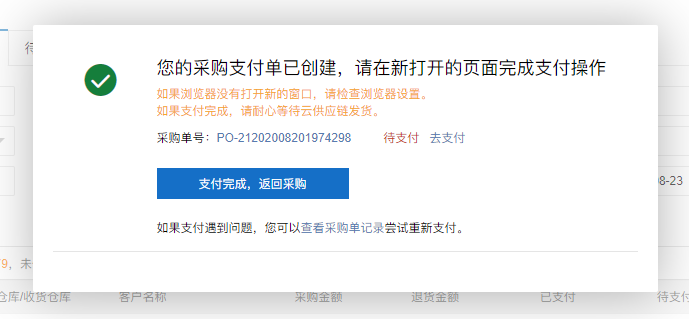 待
您的采购支付单已创建，请在新打开的页面完成支付操作
如果浏览器没有打开新的窗口，请检查浏览器设置。
如果支付完成，请耐心等待云供应链发货。
采购单号：PO-21202008201974298 待支付 去支付
支付完成，返回采购
08-23
如果支付遇到问题，您可以查看采购单记录尝试重新支付。
9，未
仓库/收货仓库 客户名称 采购金额 退货金额 已支付 待支付